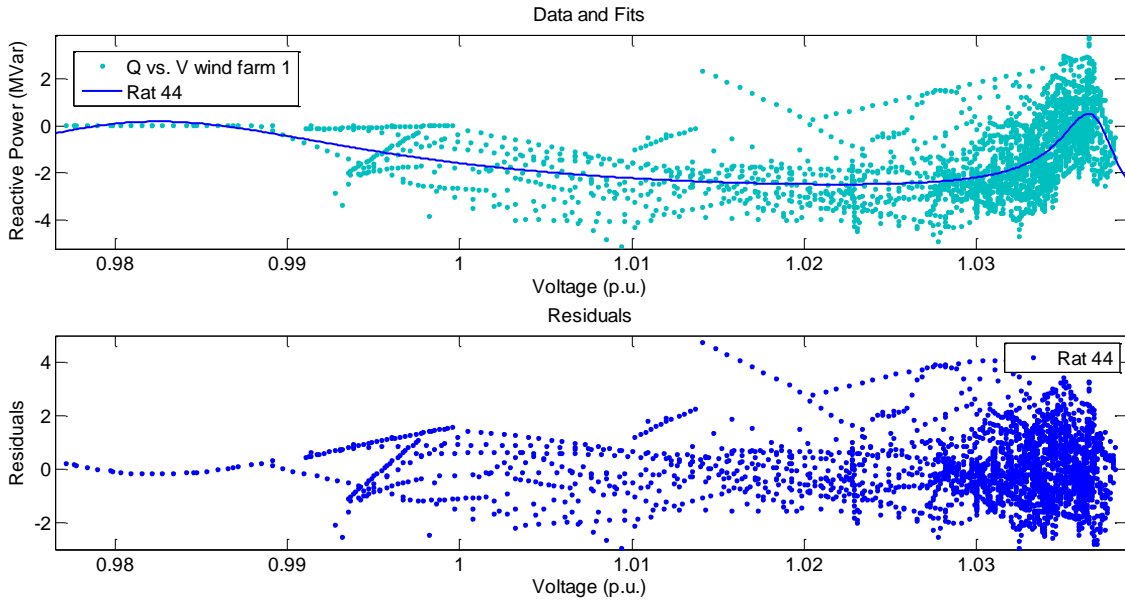 Data and Fits
Reactive Power (MVar)
2
0
-2
-4
Q vs. V wind farm 1
Rat 44
0.98
0.99
1
1.01
1.02
1.03
Voltage (p.u.)
Residuals
Residuals
4
2
0
-2
Rat 44
0.98
0.99
1
1.01
1.02
1.03
Voltage (p.u.)